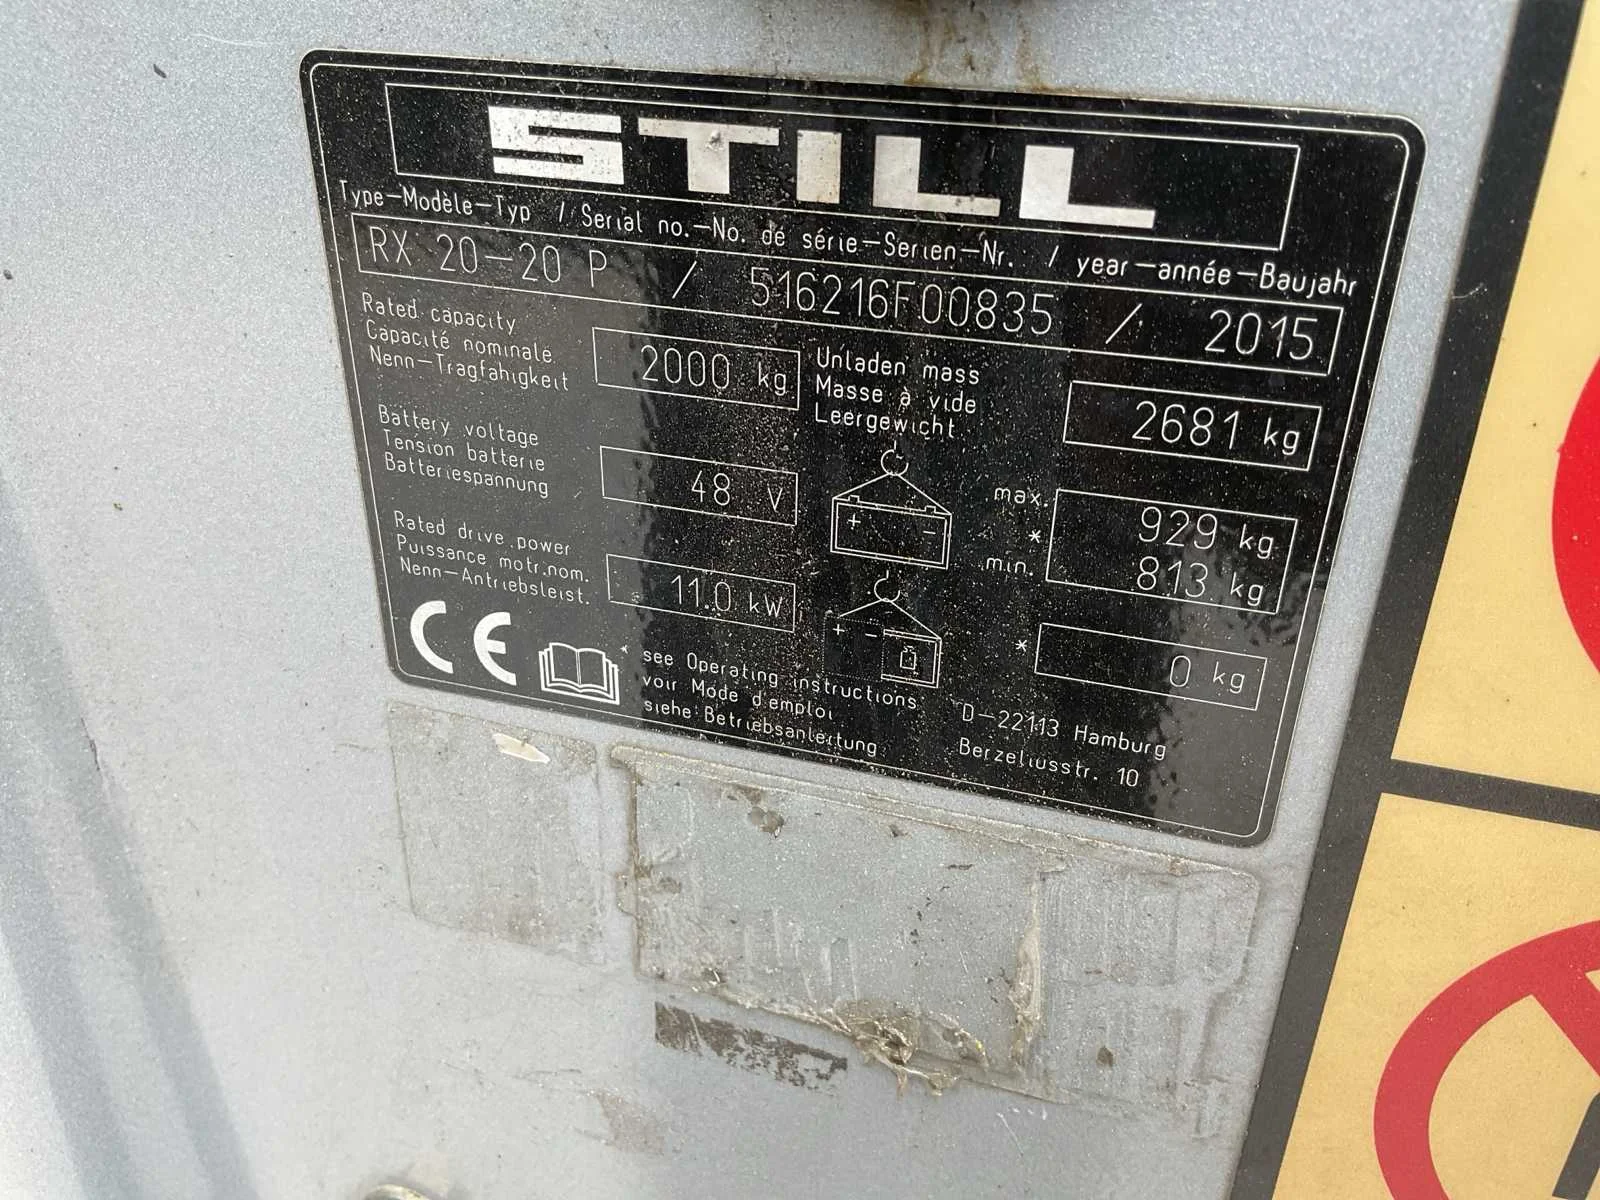 STILL
Type-Modèle-Typ / Serial no.-No. de série-Serien-Nr. / year-année-Baujahr
RX 20-20 P / 516216F00835 / 2015
Rated capacity
Capacité nominale
Nenn-Tragfähigkeit
2000 kg
Unladen mass
Masse à vide
Leergewicht
2681 kg
Battery voltage
Tension batterie
Batteriespannung
48 V
+ -
max. 929 kg
*
min. 813 kg
Rated drive power
Puissance motr.nom.
Nenn-Antriebsleist.
11.0 kW
+ -
* 0 kg
CE
* see Operating instructions
voir Mode d'emploi
siehe Betriebsanleitung
D-22113 Hamburg
Berzeliusstr. 10